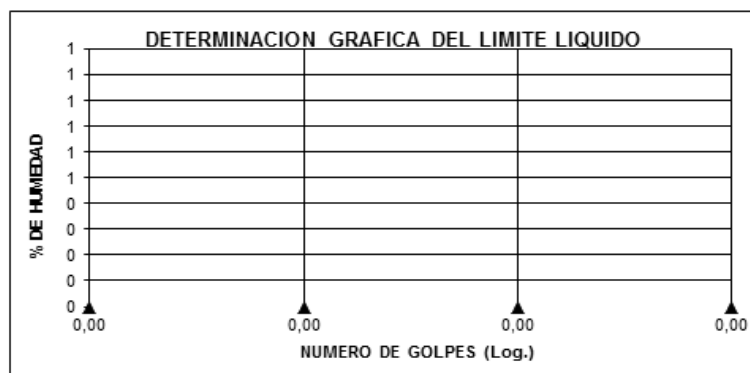 DETERMINACION GRAFICA DEL LIMITE LIQUIDO
1
1
1
1
1
1
0
0
0
0
0
% DE HUMEDAD
0,00 0,00 0,00 0,00
NUMERO DE GOLPES (Log.)